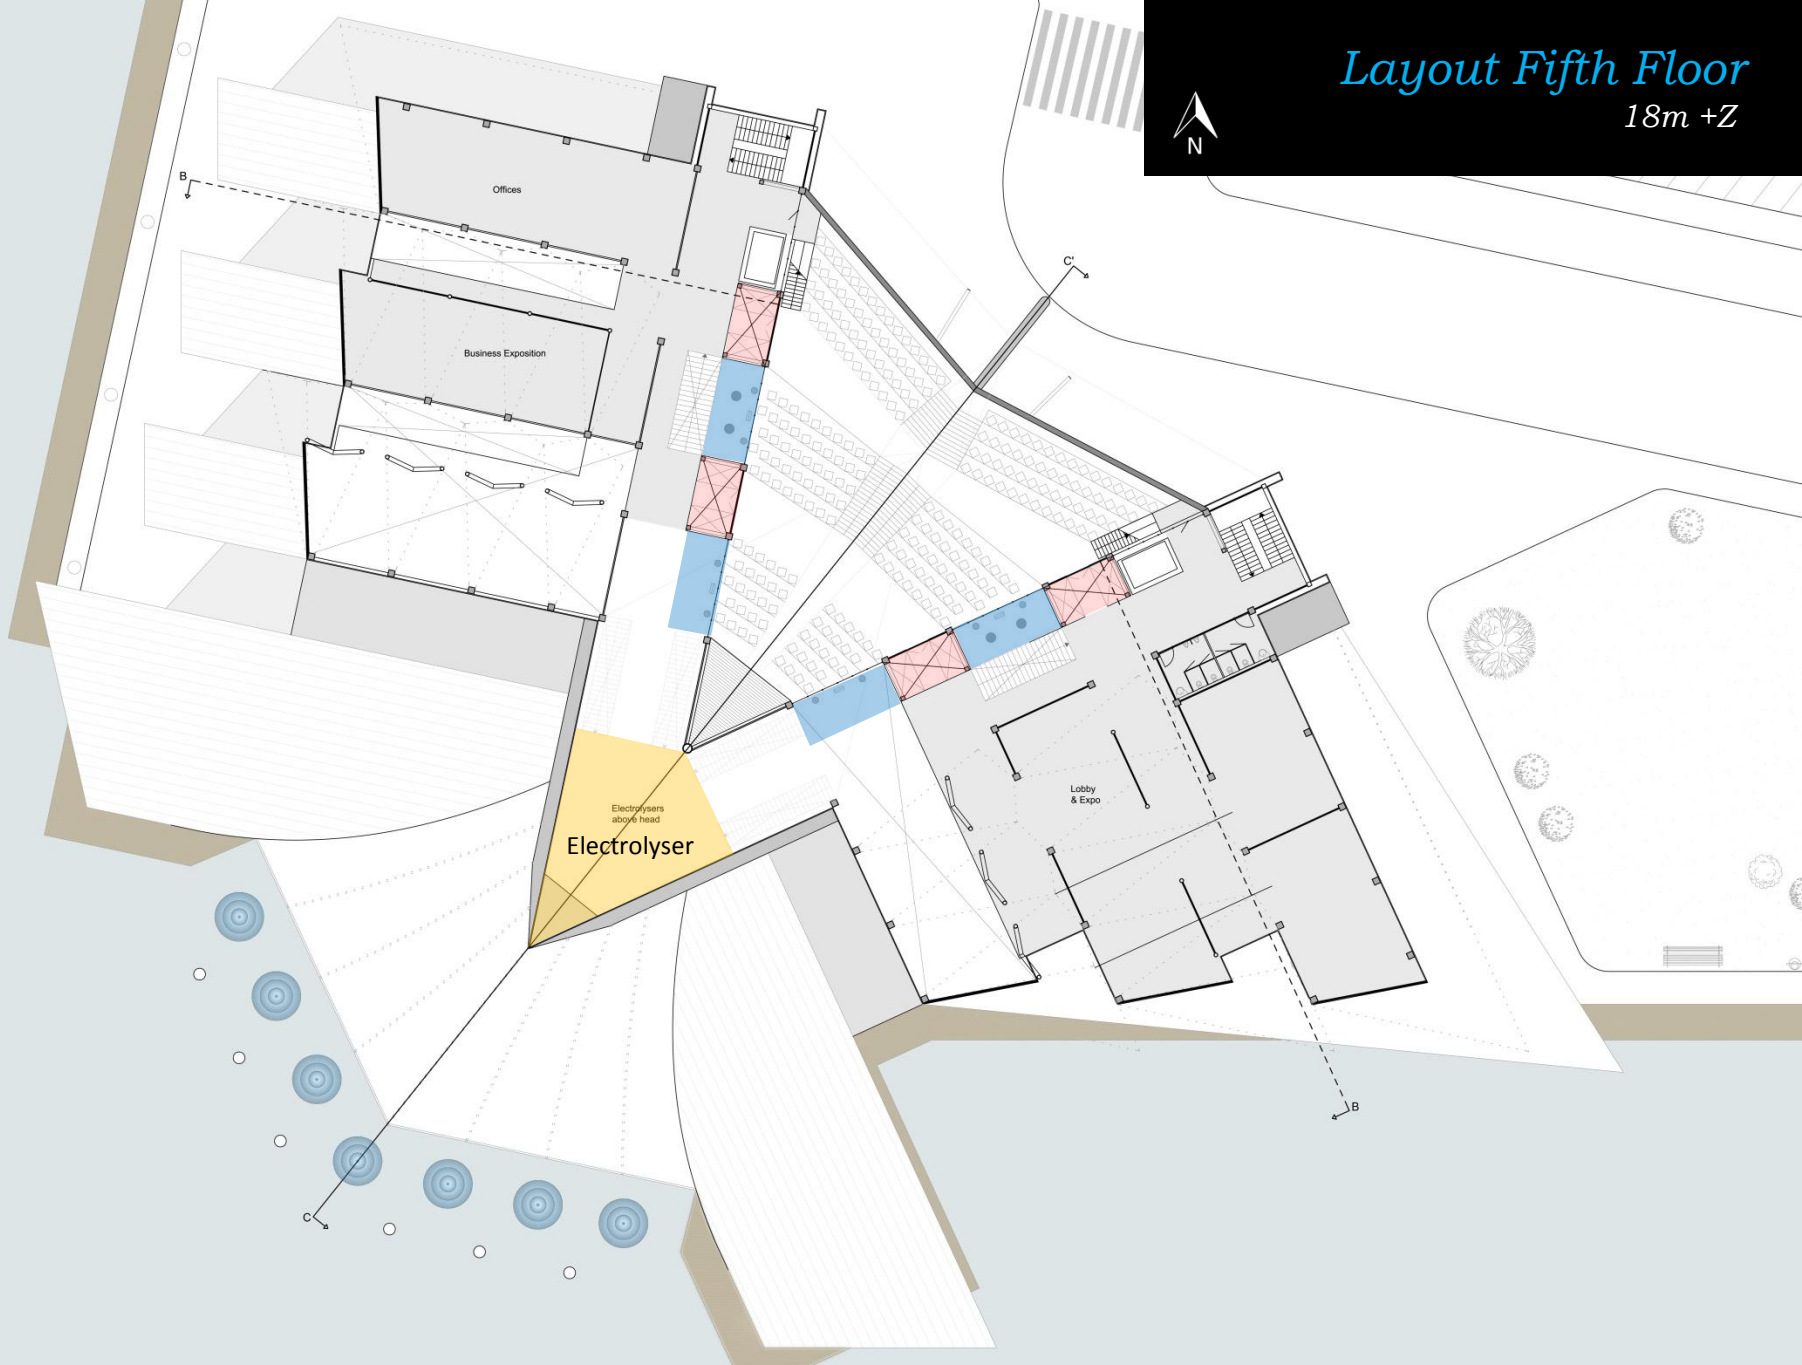 Layout Fifth Floor
18m +Z
N
B
Offices
C'
Business Exposition
Lobby
& Expo
Electrolysers
above head
Electrolyser
B
C